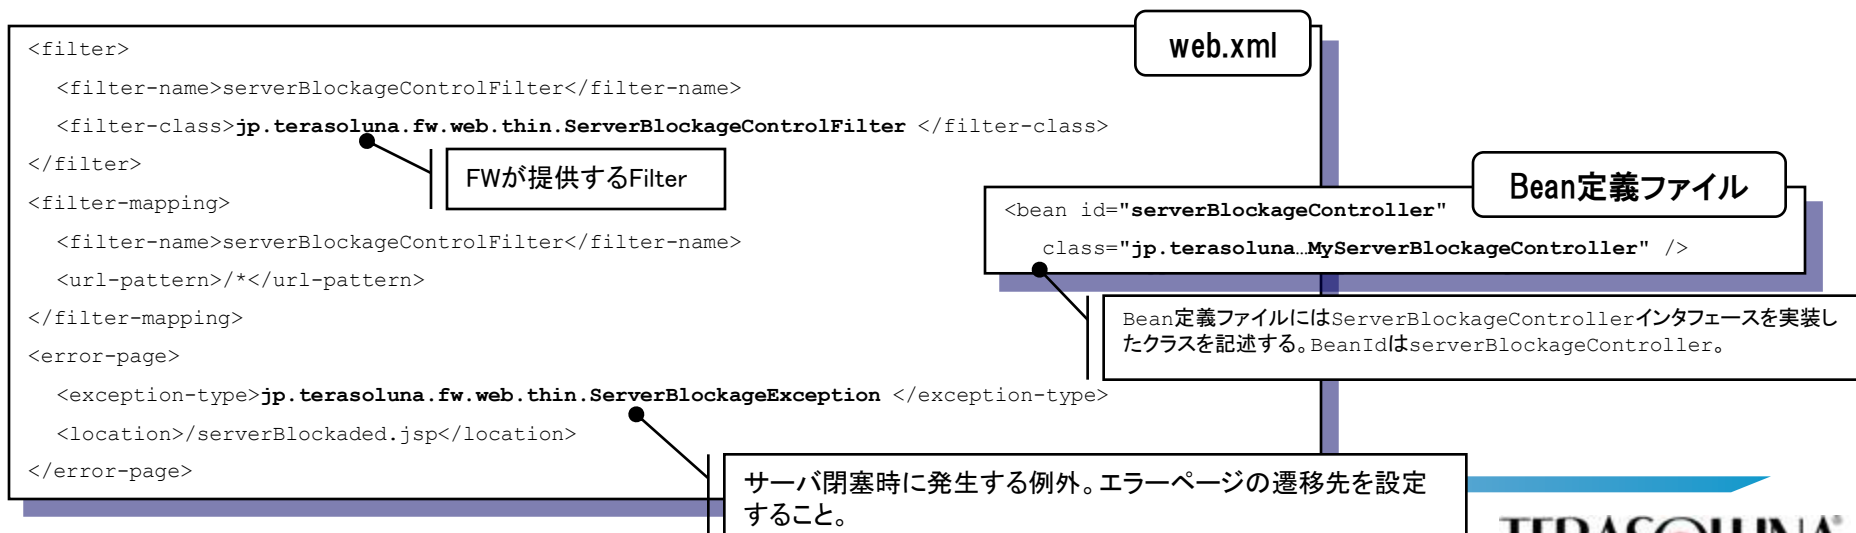 web.xml
<filter>
<filter-name>serverBlockageControlFilter</filter-name>
<filter-class>jp.terasoluna.fw.web.thin.ServerBlockageControlFilter </filter-class>
</filter>
FWが提供するFilter
<filter-mapping>
<filter-name>serverBlockageControlFilter</filter-name>
<url-pattern>/*</url-pattern>
</filter-mapping>
<error-page>
<exception-type>jp.terasoluna.fw.web.thin.ServerBlockageException </exception-type>
<location>/serverBlockaded.jsp</location>
</error-page>
サーバ閉塞時に発生する例外。エラーページの遷移先を設定
すること。
Bean定義ファイル
<bean id="serverBlockageController"
class="jp.terasoluna…MyServerBlockageController" />
Bean定義ファイルにはServerBlockageControllerインタフェースを実装し
たクラスを記述する。BeanIdはserverBlockageController。
TERASOLUNA®